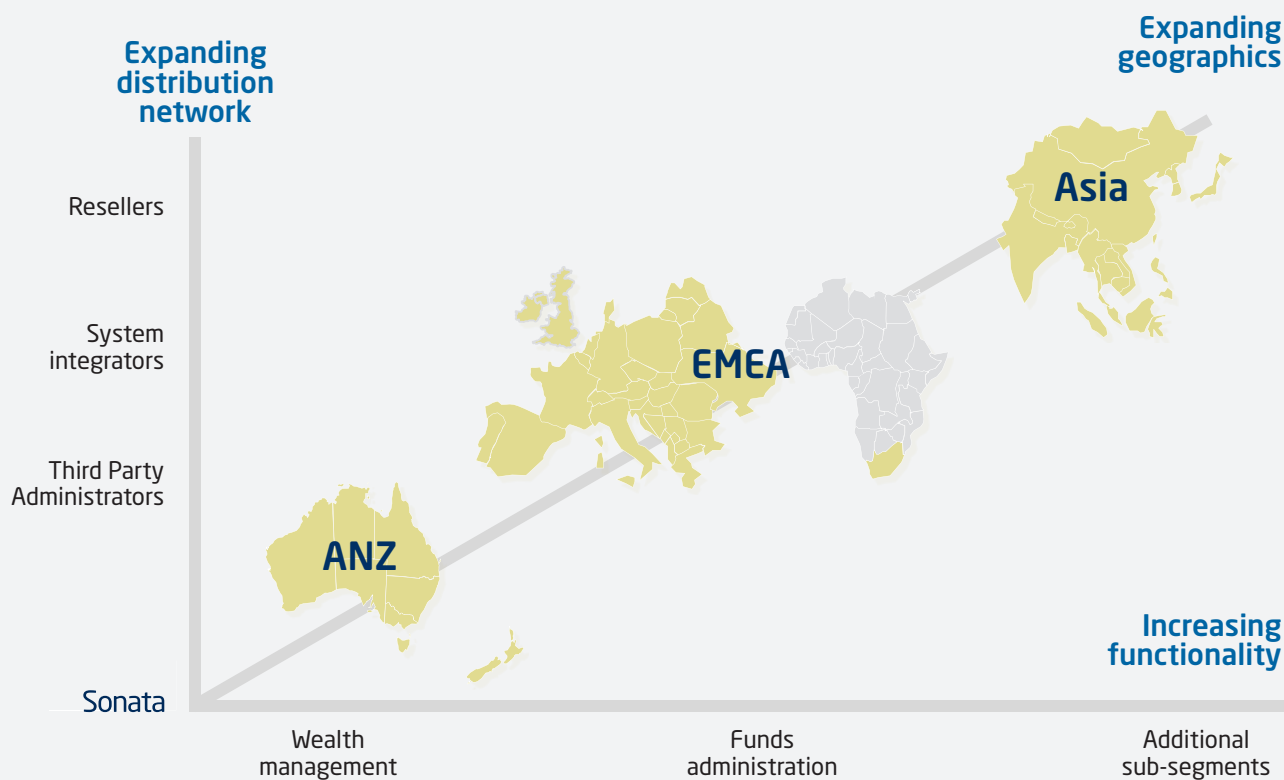 Expanding
distribution
network
Expanding
geographics
Resellers
Asia
System
integrators
EMEA
Third Party
Administrators
ANZ
Increasing
functionality
Sonata
Wealth
management
Funds
administration
Additional
sub-segments